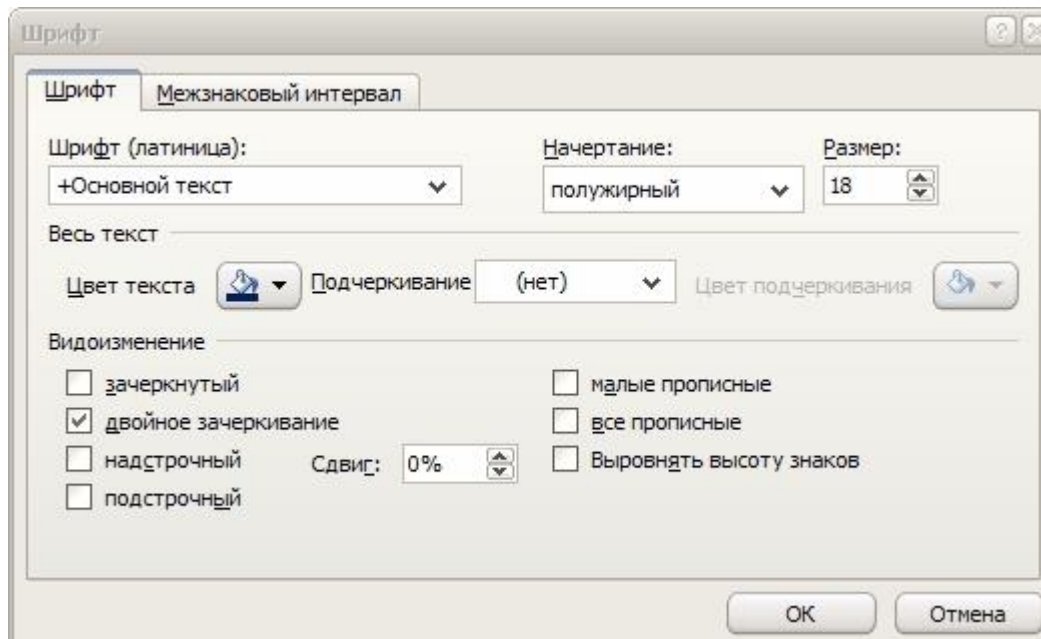 Шрифт
Шрифт Межзнаковый интервал
Шрифт (латиница): Начертание: Размер:
+Основной текст полужирный 18
Весь текст
Цвет текста Подчеркивание (нет) Цвет подчеркивания
Видоизменение
зачеркнутый малые прописные
двойное зачеркивание все прописные
надстрочный Сдвиг: 0% Выровнять высоту знаков
подстрочный
ОК Отмена